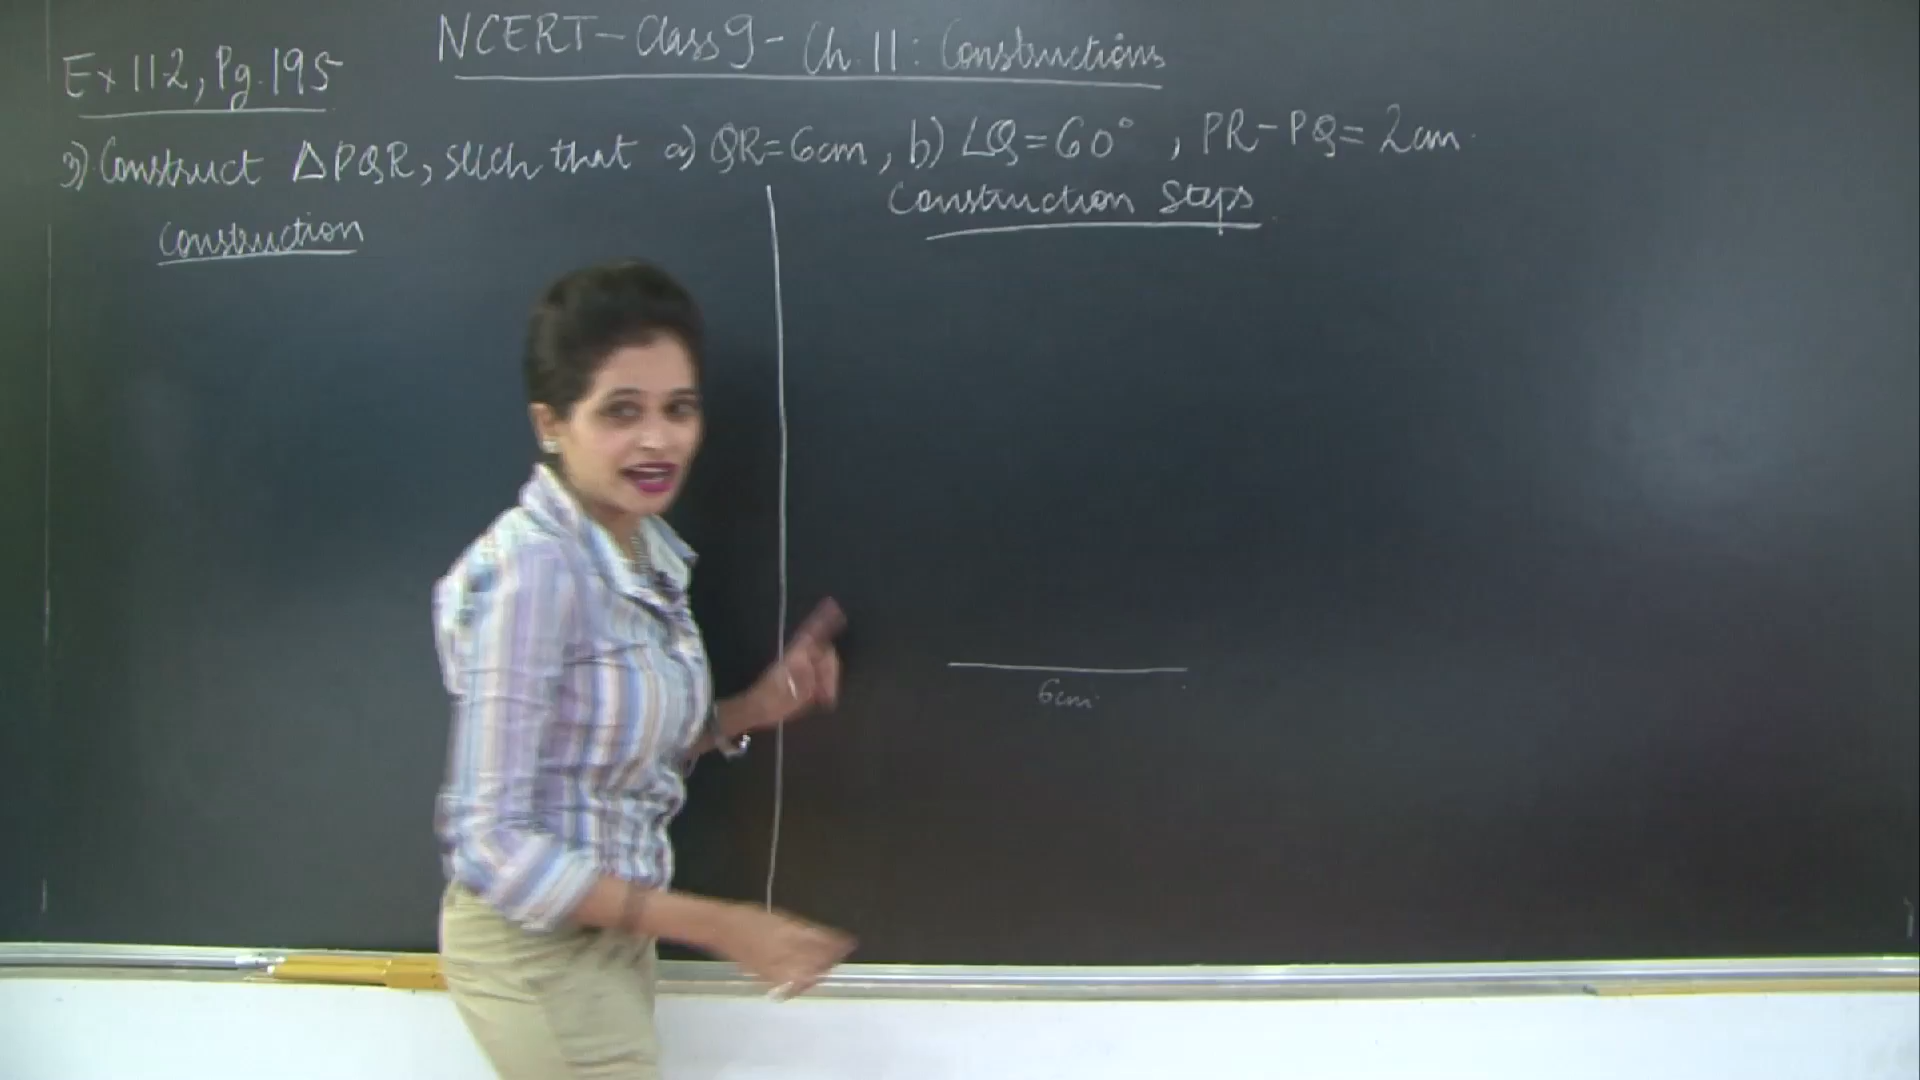 NCERT - Class 9 - Ch. 11 : Constructions
Ex 11.2, Pg. 195
3) Construct △PQR, such that a) QR = 6cm, b) ∠Q = 60°, PR - PQ = 2cm.
Construction Steps
Construction
6cm.